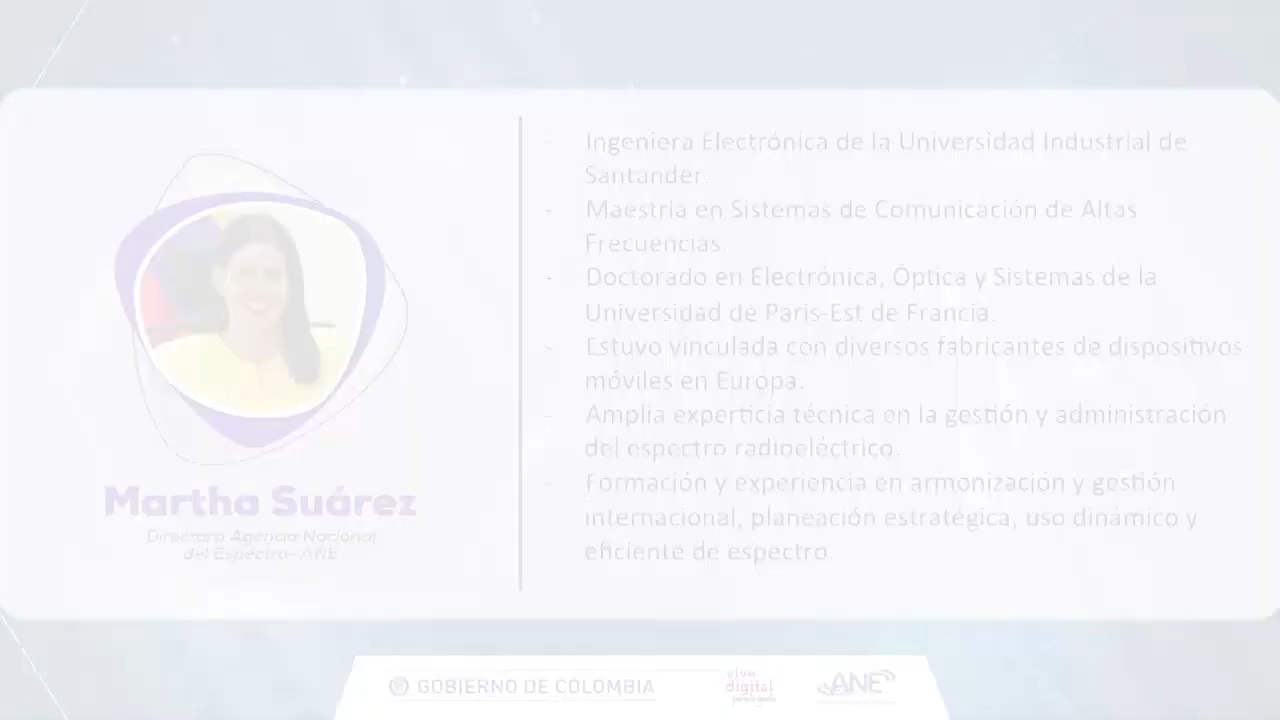 - Ingeniera Electrónica de la Universidad Industrial de
Santander.
- Maestria en Sistemas de Comunicación de Altas
Frecuencias.
- Doctorado en Electrónica, Óptica y Sistemas de la
Universidad de Paris-Est de Francia.
- Estuvo vinculada con diversos fabricantes de dispositivos
móviles en Europa.
- Amplia experticia técnica en la gestión y administración
del espectro radioeléctrico.
- Formación y experiencia en armonización y gestión
internacional, planeación estratégica, uso dinámico y
eficiente de espectro.
Martha Suárez
Directora Agencia Nacional
del Espectro- ANE
GOBIERNO DE COLOMBIA
vive
digital
ANE